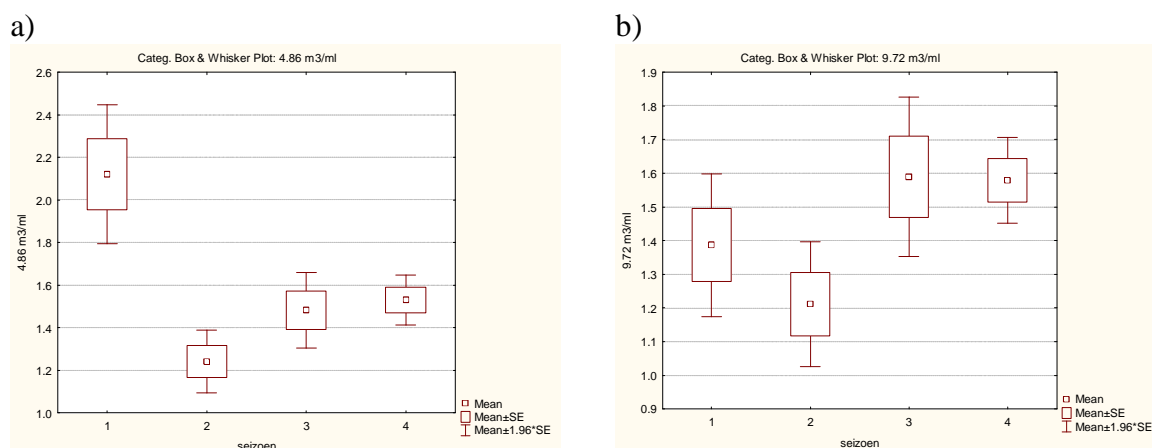 a)
Categ. Box & Whisker Plot: 4.86 m3/ml
4.86 m3/ml
2.6
2.4
2.2
2.0
1.8
1.6
1.4
1.2
1.0
1 2 3 4
seizoen
Mean
Mean±SE
Mean±1.96*SE
b)
Categ. Box & Whisker Plot: 9.72 m3/ml
9.72 m3/ml
1.9
1.8
1.7
1.6
1.5
1.4
1.3
1.2
1.1
1.0
0.9
1 2 3 4
seizoen
Mean
Mean±SE
Mean±1.96*SE